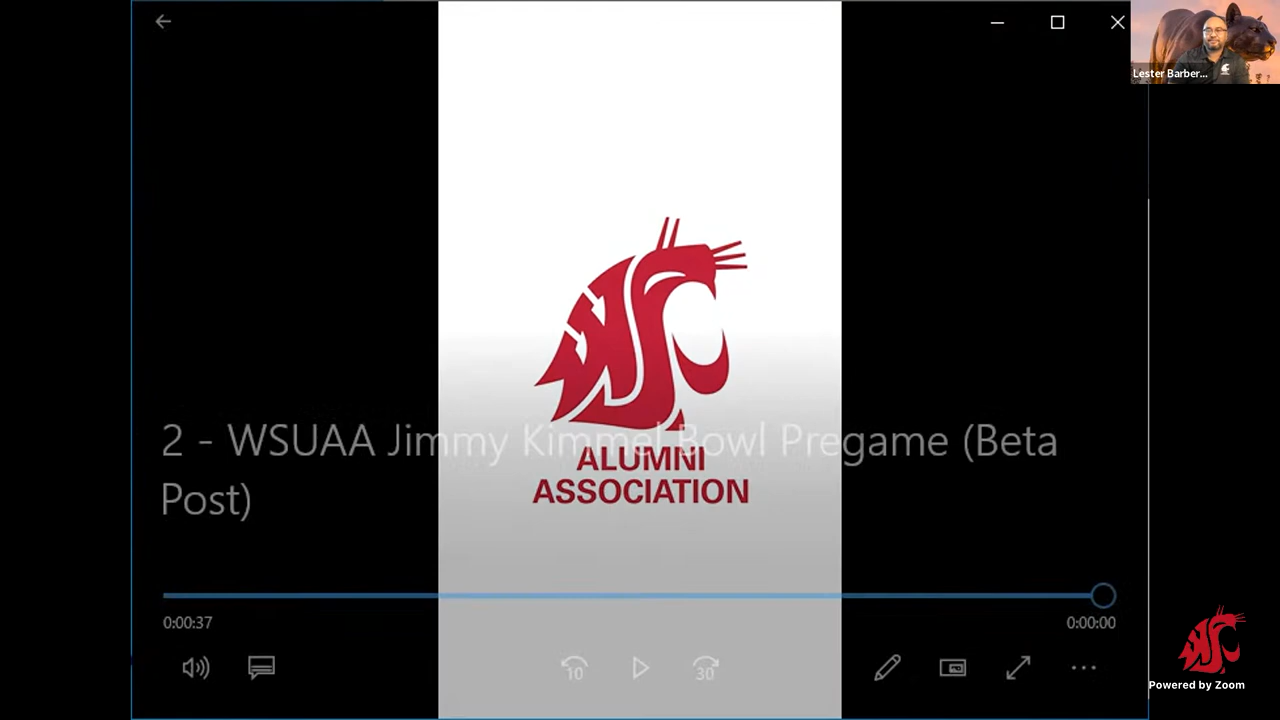 Lester Barber...
2 - WSUAA Jimmy Kimmel Bowl Pregame (Beta
Post)
ALUMNI
ASSOCIATION
0:00:37
0:00:00
10
30
Powered by Zoom